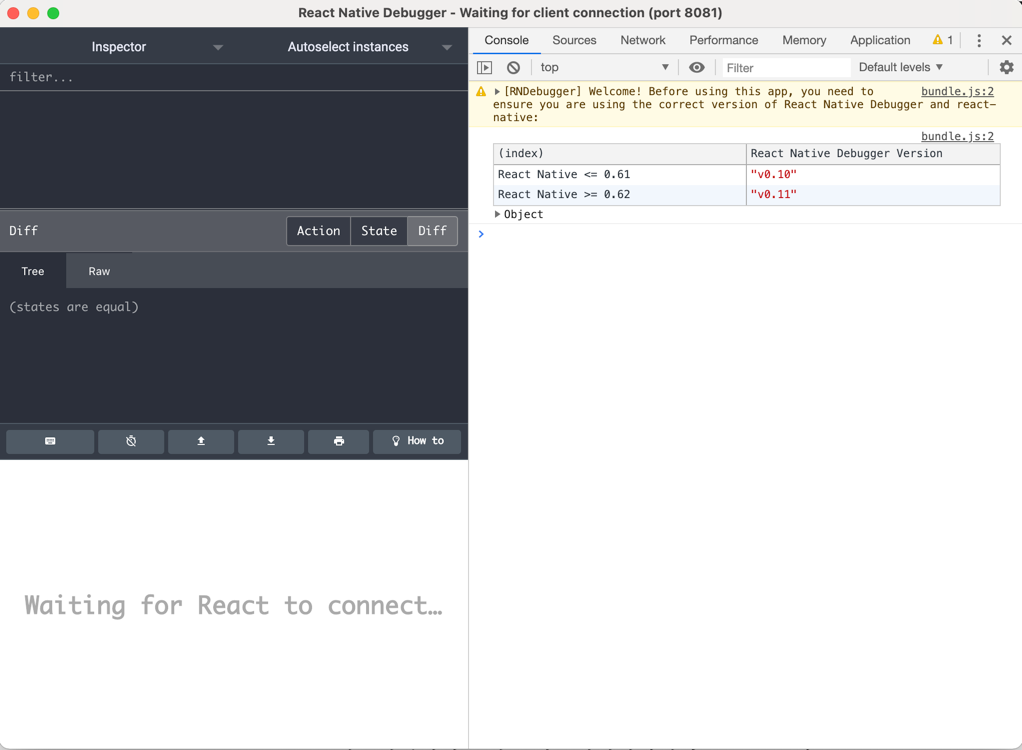 React Native Debugger - Waiting for client connection (port 8081)
Inspector
Autoselect instances
filter...
Diff
Action
State
Diff
Tree
Raw
(states are equal)
How to
Waiting for React to connect…
Console
Sources
Network
Performance
Memory
Application
1
top
Filter
Default levels
[RNDebugger] Welcome! Before using this app, you need to
bundle.js:2
ensure you are using the correct version of React Native Debugger and react-
native:
bundle.js:2
(index)
React Native Debugger Version
React Native <= 0.61
"v0.10"
React Native >= 0.62
"v0.11"
Object